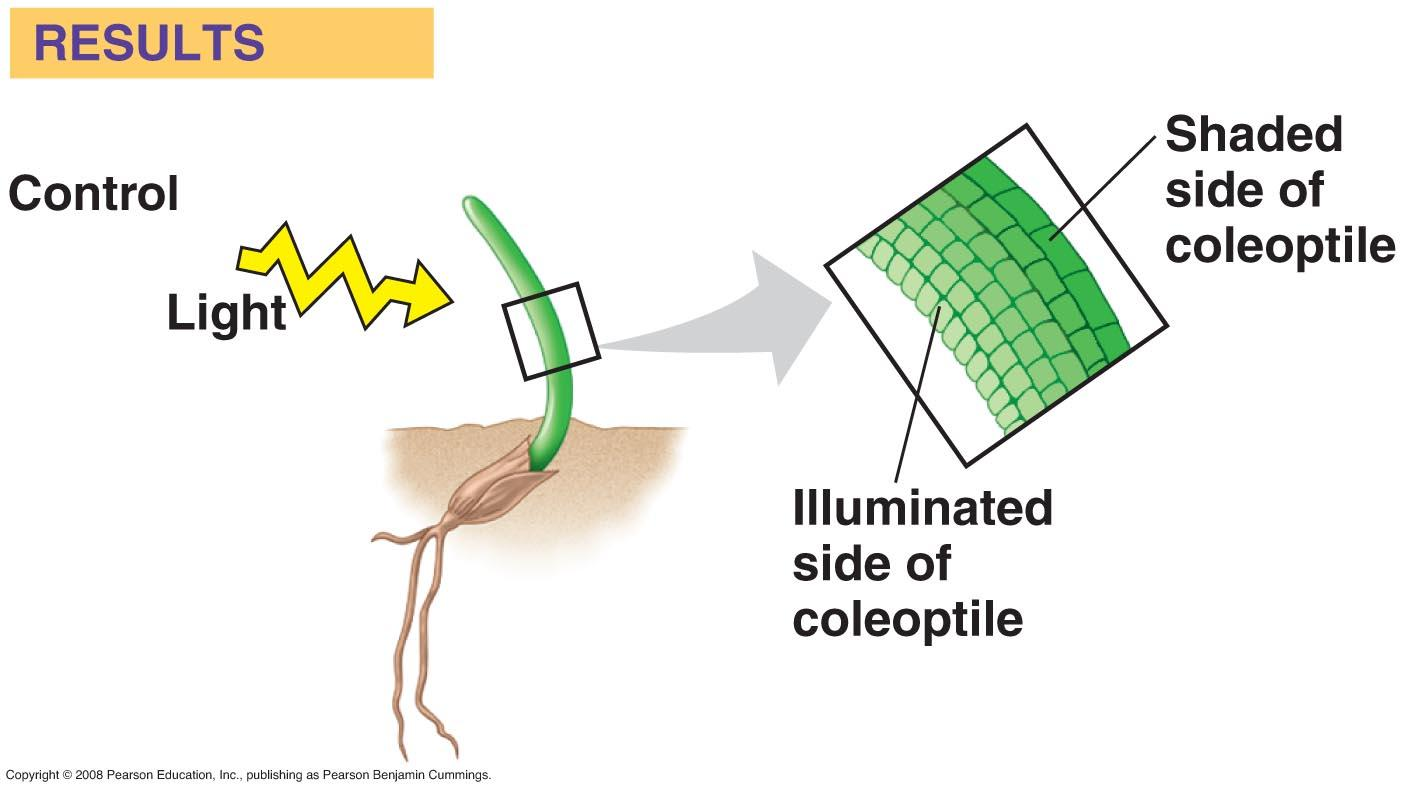 RESULTS
Control
Light
Shaded
side of
coleoptile
Illuminated
side of
coleoptile
Copyright © 2008 Pearson Education, Inc., publishing as Pearson Benjamin Cummings.